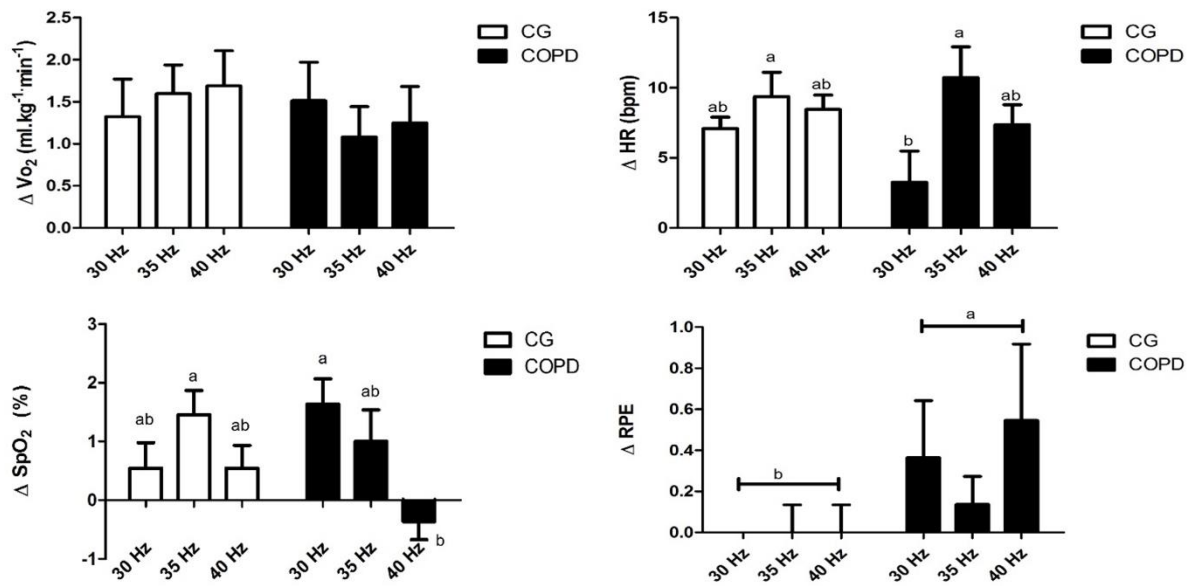 Δ Vo₂ (ml.kg⁻¹·min⁻¹)
2.5
2.0
1.5
1.0
0.5
0.0
30 Hz
35 Hz
40 Hz
30 Hz
35 Hz
40 Hz
CG
COPD
Δ HR (bpm)
15
10
5
0
ab
a
ab
b
a
ab
30 Hz
35 Hz
40 Hz
30 Hz
35 Hz
40 Hz
CG
COPD
Δ SpO₂ (%)
3
2
1
0
-1
ab
a
ab
a
ab
b
30 Hz
35 Hz
40 Hz
30 Hz
35 Hz
40 Hz
CG
COPD
Δ RPE
1.0
0.8
0.6
0.4
0.2
0.0
b
a
30 Hz
35 Hz
40 Hz
30 Hz
35 Hz
40 Hz
CG
COPD